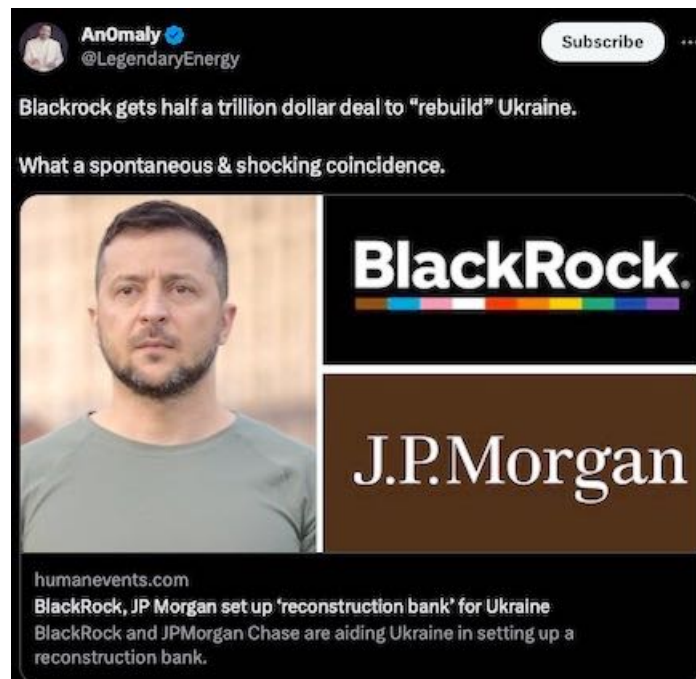 An0maly
@LegendaryEnergy
Subscribe
Blackrock gets half a trillion dollar deal to “rebuild” Ukraine.
What a spontaneous & shocking coincidence.
BlackRock.
J.P.Morgan
humanevents.com
BlackRock, JP Morgan set up ‘reconstruction bank’ for Ukraine
BlackRock and JPMorgan Chase are aiding Ukraine in setting up a
reconstruction bank.